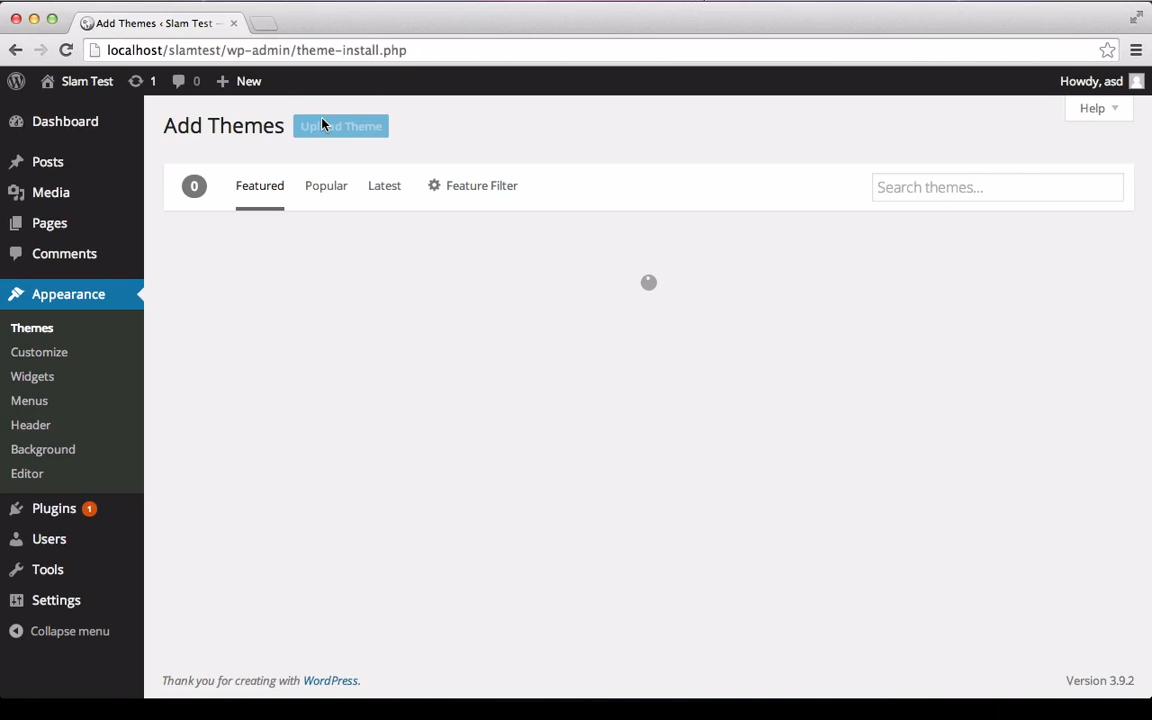 Add Themes ‹ Slam Test —
localhost/slamtest/wp-admin/theme-install.php
Slam Test 1 0 New Howdy, asd
Help
Add Themes Upload Theme
0 Featured Popular Latest Feature Filter Search themes...
Dashboard
Posts
Media
Pages
Comments
Appearance
Themes
Customize
Widgets
Menus
Header
Background
Editor
Plugins 1
Users
Tools
Settings
Collapse menu
Thank you for creating with WordPress. Version 3.9.2